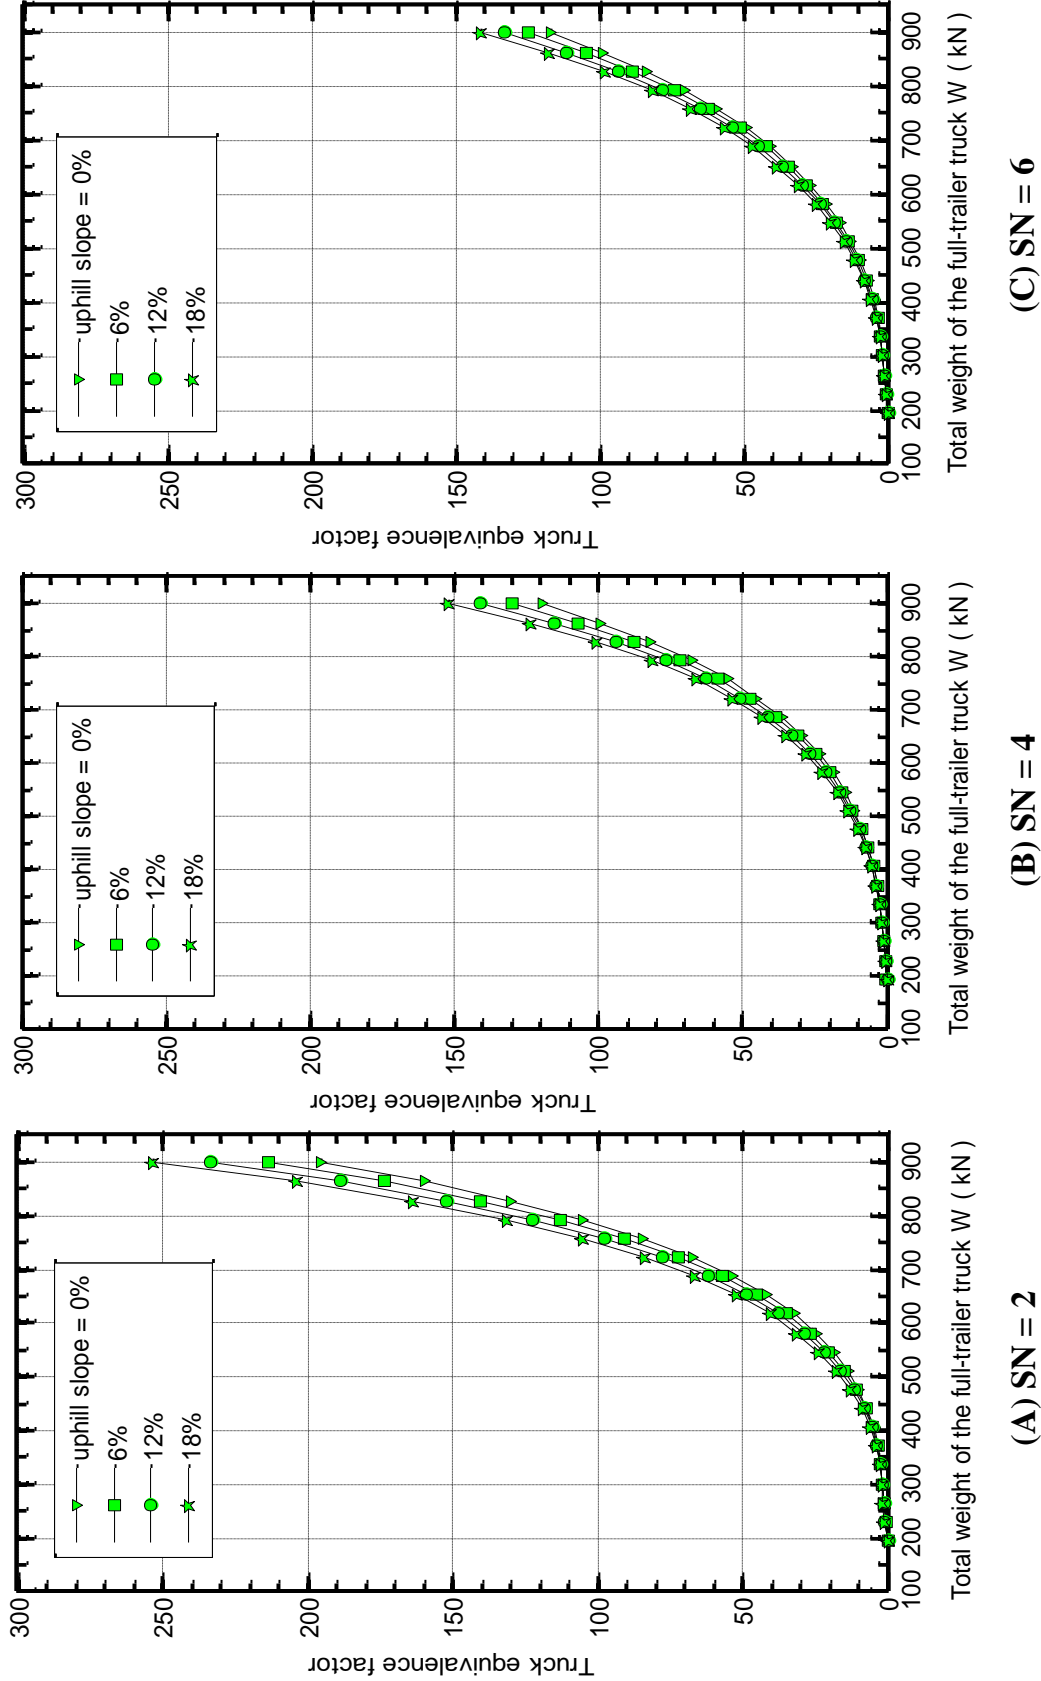 300
250
200
150
100
50
0
Truck equivalence factor
uphill slope = 0%
6%
12%
18%
100 200 300 400 500 600 700 800 900
Total weight of the full-trailer truck W ( kN )
(A) SN = 2
300
250
200
150
100
50
0
Truck equivalence factor
uphill slope = 0%
6%
12%
18%
100 200 300 400 500 600 700 800 900
Total weight of the full-trailer truck W ( kN )
(B) SN = 4
300
250
200
150
100
50
0
Truck equivalence factor
uphill slope = 0%
6%
12%
18%
100 200 300 400 500 600 700 800 900
Total weight of the full-trailer truck W ( kN )
(C) SN = 6